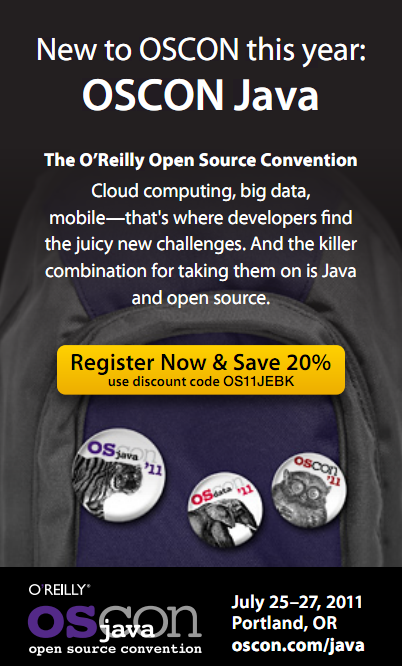 New to OSCON this year:
OSCON Java
The O'Reilly Open Source Convention
Cloud computing, big data,
mobile—that's where developers find
the juicy new challenges. And the killer
combination for taking them on is Java
and open source.
Register Now & Save 20%
use discount code OS11JEBK
OS java '11
OS data '11
oscon '11
O'REILLY®
oscon
java
open source convention
July 25–27, 2011
Portland, OR
oscon.com/java